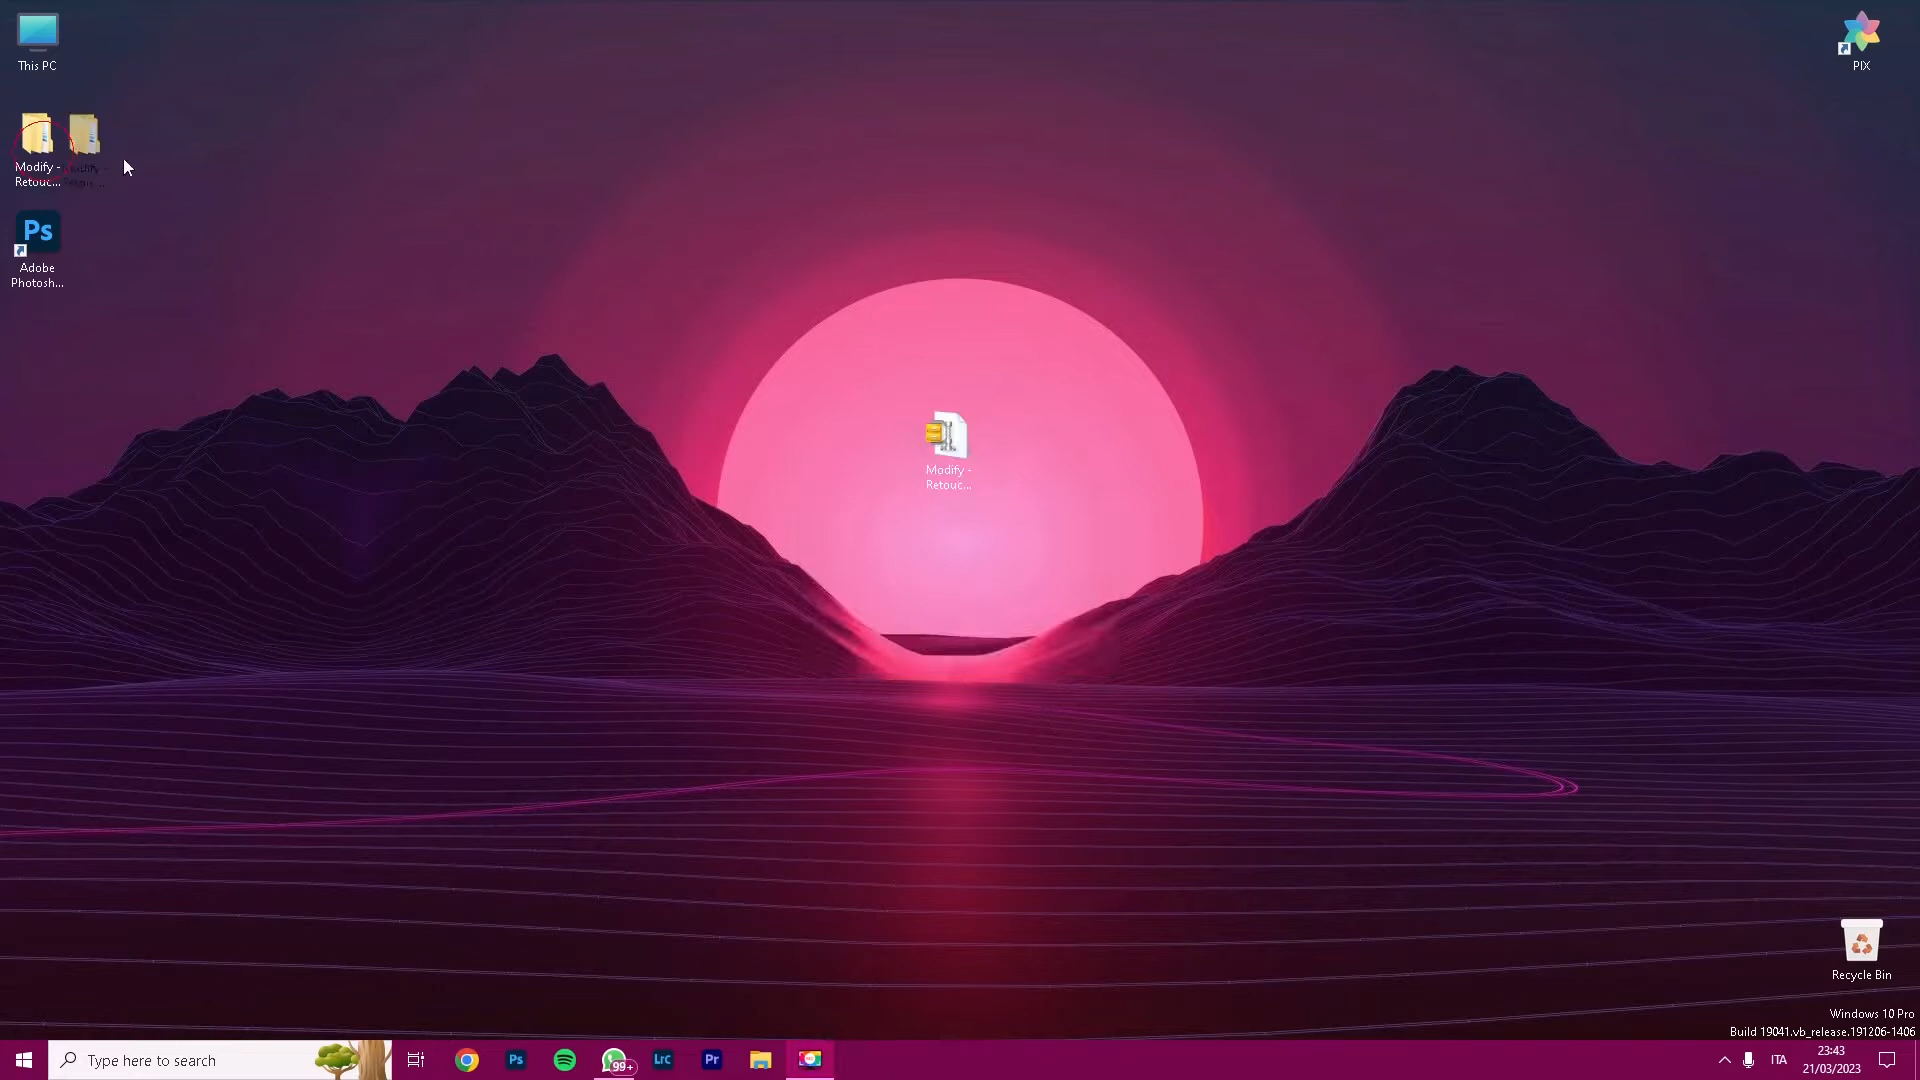 This PC
PIX
Modify -
Retouc...
Ps
Adobe
Photosh...
Modify -
Retouc...
Recycle Bin
Windows 10 Pro
Build 19041.vb_release.191206-1406
Type here to search
Ps
99+
LrC
Pr
ITA
23:43
21/03/2023